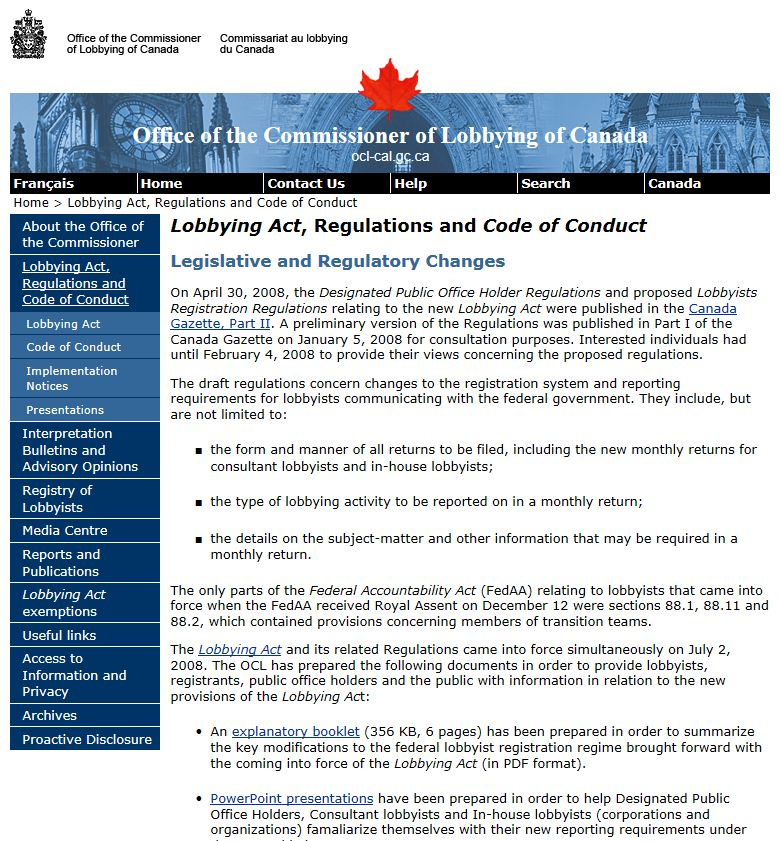 Office of the Commissioner
of Lobbying of Canada
Commissariat au lobbying
du Canada
Office of the Commissioner of Lobbying of Canada
ocl-cal.gc.ca
Français
Home
Contact Us
Help
Search
Canada
Home > Lobbying Act, Regulations and Code of Conduct
About the Office of
the Commissioner
Lobbying Act,
Regulations and
Code of Conduct
Lobbying Act
Code of Conduct
Implementation
Notices
Presentations
Interpretation
Bulletins and
Advisory Opinions
Registry of
Lobbyists
Media Centre
Reports and
Publications
Lobbying Act
exemptions
Useful links
Access to
Information and
Privacy
Archives
Proactive Disclosure
Lobbying Act, Regulations and Code of Conduct
Legislative and Regulatory Changes
On April 30, 2008, the Designated Public Office Holder Regulations and proposed Lobbyists
Registration Regulations relating to the new Lobbying Act were published in the Canada
Gazette, Part II. A preliminary version of the Regulations was published in Part I of the
Canada Gazette on January 5, 2008 for consultation purposes. Interested individuals had
until February 4, 2008 to provide their views concerning the proposed regulations.
The draft regulations concern changes to the registration system and reporting
requirements for lobbyists communicating with the federal government. They include, but
are not limited to:
▪ the form and manner of all returns to be filed, including the new monthly returns for
consultant lobbyists and in-house lobbyists;
▪ the type of lobbying activity to be reported on in a monthly return;
▪ the details on the subject-matter and other information that may be required in a
monthly return.
The only parts of the Federal Accountability Act (FedAA) relating to lobbyists that came into
force when the FedAA received Royal Assent on December 12 were sections 88.1, 88.11 and
88.2, which contained provisions concerning members of transition teams.
The Lobbying Act and its related Regulations came into force simultaneously on July 2,
2008. The OCL has prepared the following documents in order to provide lobbyists,
registrants, public office holders and the public with information in relation to the new
provisions of the Lobbying Act:
• An explanatory booklet (356 KB, 6 pages) has been prepared in order to summarize
the key modifications to the federal lobbyist registration regime brought forward with
the coming into force of the Lobbying Act (in PDF format).
• PowerPoint presentations have been prepared in order to help Designated Public
Office Holders, Consultant lobbyists and In-house lobbyists (corporations and
organizations) famaliarize themselves with their new reporting requirements under